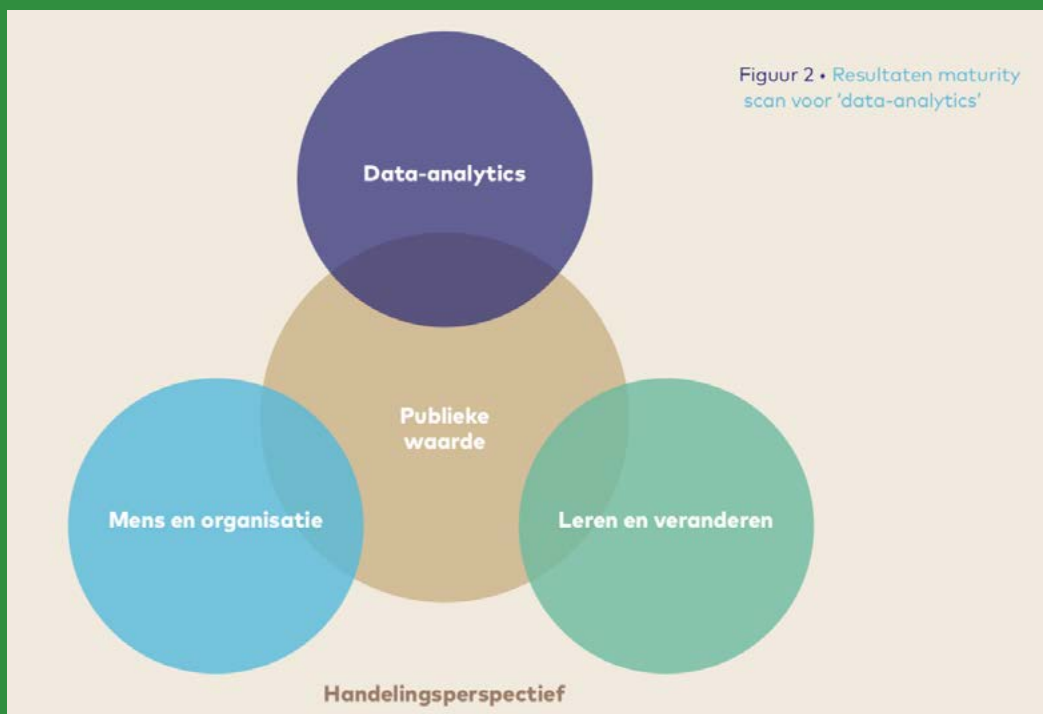 Figuur 2 • Resultaten maturity
scan voor ‘data-analytics’
Data-analytics
Publieke
waarde
Mens en organisatie
Leren en veranderen
Handelingsperspectief